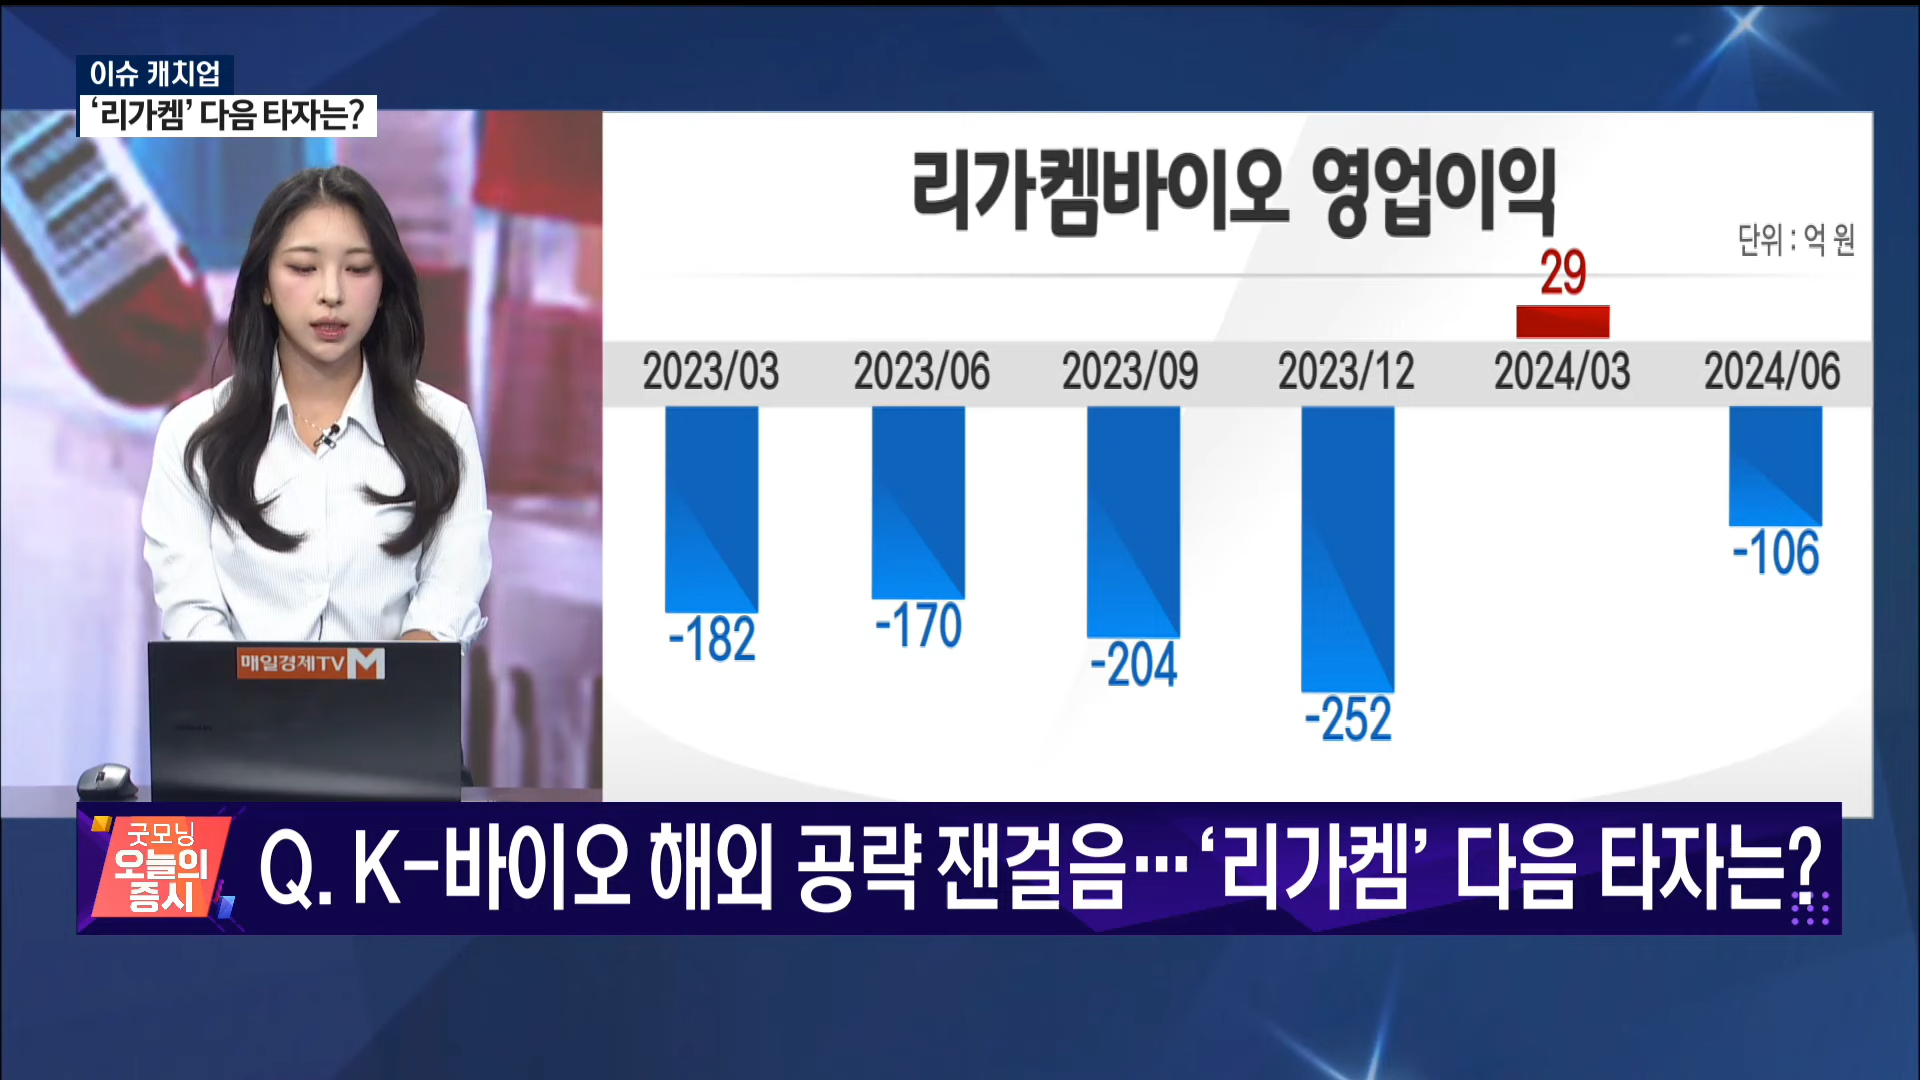 이슈 캐치업
‘리가켐’ 다음 타자는?
리가켐바이오 영업이익
단위 : 억 원
29
2023/03 2023/06 2023/09 2023/12 2024/03 2024/06
-182 -170 -204 -252 -106
매일경제TV M
굿모닝
오늘의
증시
Q. K-바이오 해외 공략 잰걸음…‘리가켐’ 다음 타자는?